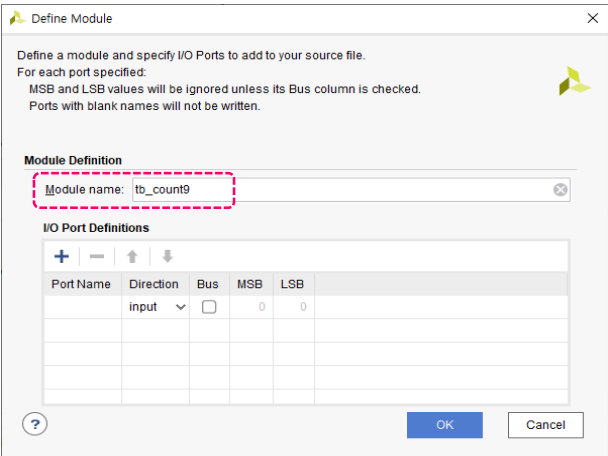 Define Module
Define a module and specify I/O Ports to add to your source file.
For each port specified:
MSB and LSB values will be ignored unless its Bus column is checked.
Ports with blank names will not be written.
Module Definition
Module name: tb_count9
I/O Port Definitions
Port Name Direction Bus MSB LSB
input 0 0
?
OK Cancel